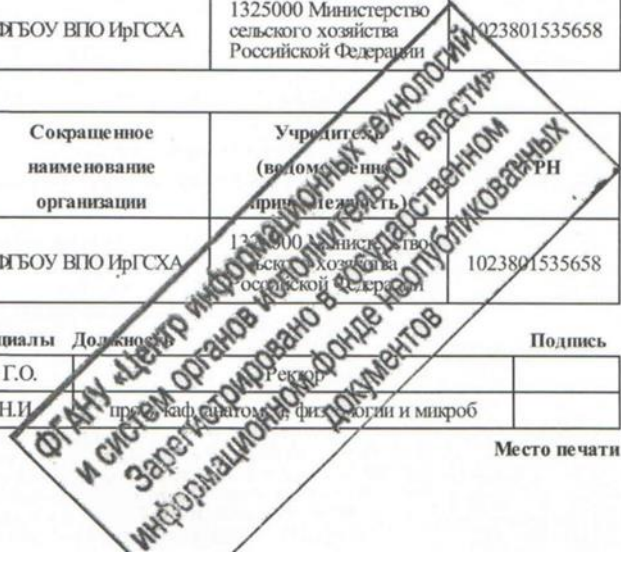 ФГБОУ ВПО ИрГСХА
1325000 Министерство
сельского хозяйства
Российской Федерации
1023801535658
Сокращенное
наименование
организации
Учредитель
(ведомственная
принадлежность)
ОГРН
ФГБОУ ВПО ИрГСХА
1325000 Министерство
сельского хозяйства
Российской Федерации
1023801535658
циалы Должность Подпись
Г.О. Ректор
Н.И. проф. каф. анатомии, физиологии и микроб
Место печати
ФГАНУ «Центр информационных технологий
и систем органов исполнительной власти»
Зарегистрировано в государственном
информационном фонде неопубликованных
документов